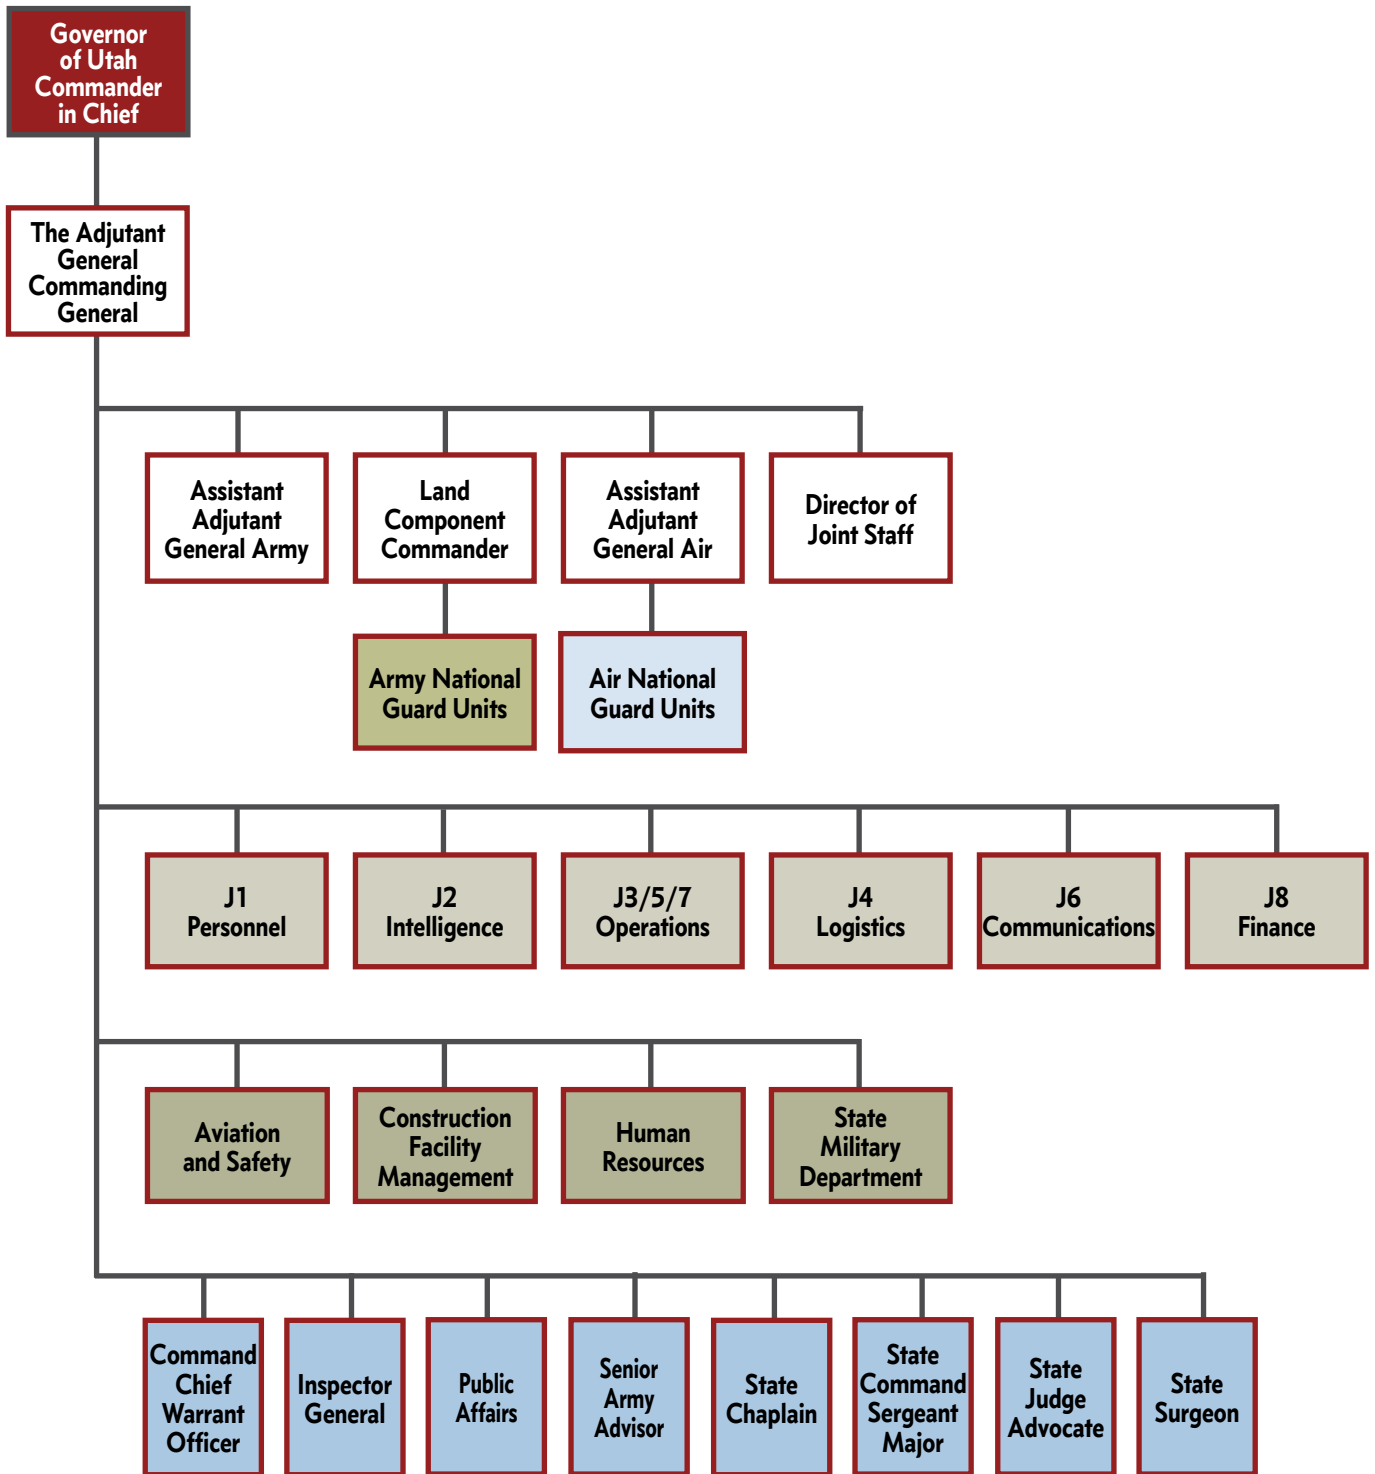 Governor
of Utah
Commander
in Chief
The Adjutant
General
Commanding
General
Assistant
Adjutant
General Army
Land
Component
Commander
Assistant
Adjutant
General Air
Director of
Joint Staff
Army National
Guard Units
Air National
Guard Units
J1
Personnel
J2
Intelligence
J3/5/7
Operations
J4
Logistics
J6
Communications
J8
Finance
Aviation
and Safety
Construction
Facility
Management
Human
Resources
State
Military
Department
Command
Chief
Warrant
Officer
Inspector
General
Public
Affairs
Senior
Army
Advisor
State
Chaplain
State
Command
Sergeant
Major
State
Judge
Advocate
State
Surgeon